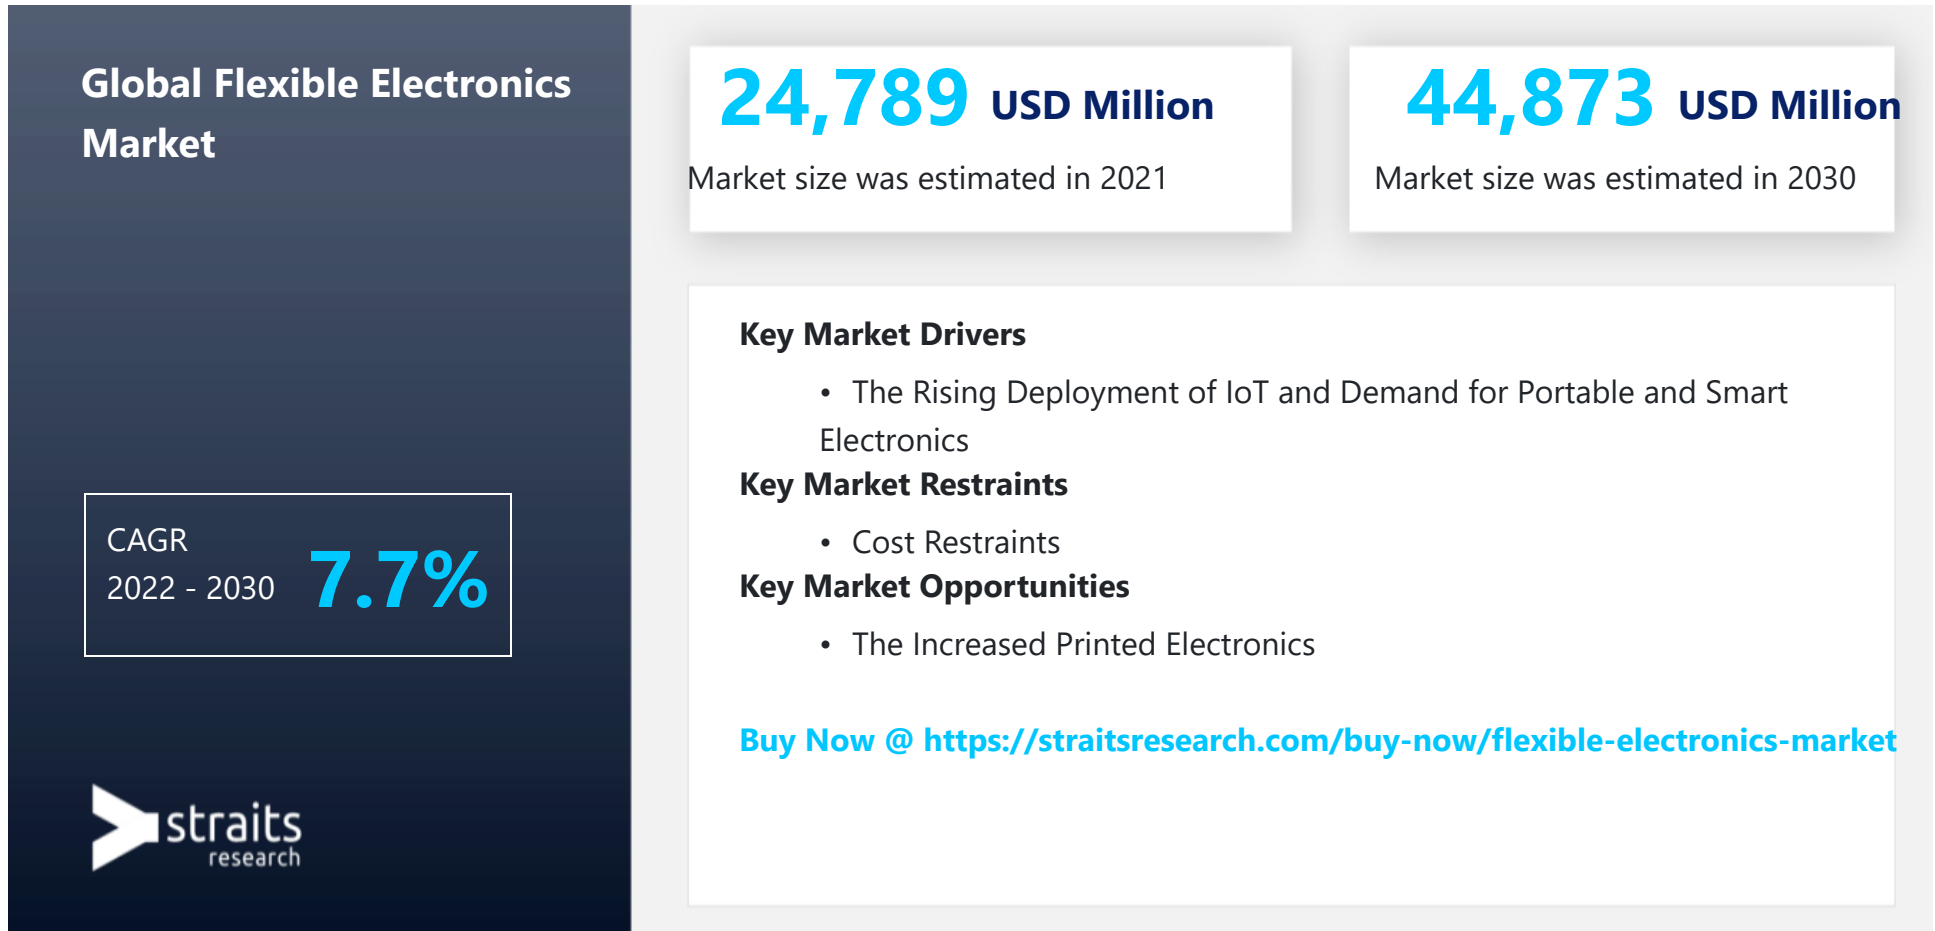 Global Flexible Electronics
Market
CAGR
2022 - 2030
7.7%
straits
research
24,789 USD Million
Market size was estimated in 2021
44,873 USD Million
Market size was estimated in 2030
Key Market Drivers
• The Rising Deployment of IoT and Demand for Portable and Smart
Electronics
Key Market Restraints
• Cost Restraints
Key Market Opportunities
• The Increased Printed Electronics
Buy Now @ https://straitsresearch.com/buy-now/flexible-electronics-market